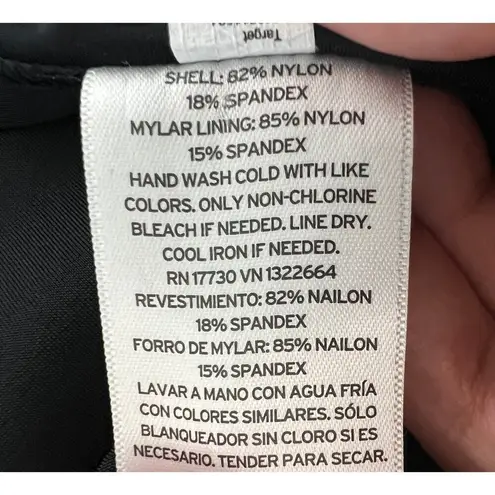 Target
SHELL: 82% NYLON
18% SPANDEX
MYLAR LINING: 85% NYLON
15% SPANDEX
HAND WASH COLD WITH LIKE
COLORS. ONLY NON-CHLORINE
BLEACH IF NEEDED. LINE DRY.
COOL IRON IF NEEDED.
RN 17730 VN 1322664
REVESTIMIENTO: 82% NAILON
18% SPANDEX
FORRO DE MYLAR: 85% NAILON
15% SPANDEX
LAVAR A MANO CON AGUA FRÍA
CON COLORES SIMILARES. SÓLO
BLANQUEADOR SIN CLORO SI ES
NECESARIO. TENDER PARA SECAR.